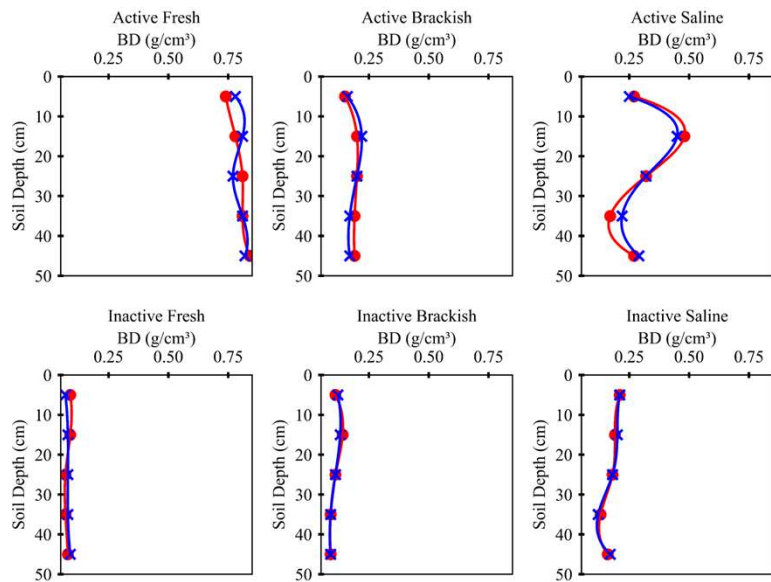 Active Fresh
BD (g/cm³)
0.25 0.50 0.75
0
10
20
30
40
50
Soil Depth (cm)
Active Brackish
BD (g/cm³)
0.25 0.50 0.75
0
10
20
30
40
50
Soil Depth (cm)
Active Saline
BD (g/cm³)
0.25 0.50 0.75
0
10
20
30
40
50
Soil Depth (cm)
Inactive Fresh
BD (g/cm³)
0.25 0.50 0.75
0
10
20
30
40
50
Soil Depth (cm)
Inactive Brackish
BD (g/cm³)
0.25 0.50 0.75
0
10
20
30
40
50
Soil Depth (cm)
Inactive Saline
BD (g/cm³)
0.25 0.50 0.75
0
10
20
30
40
50
Soil Depth (cm)